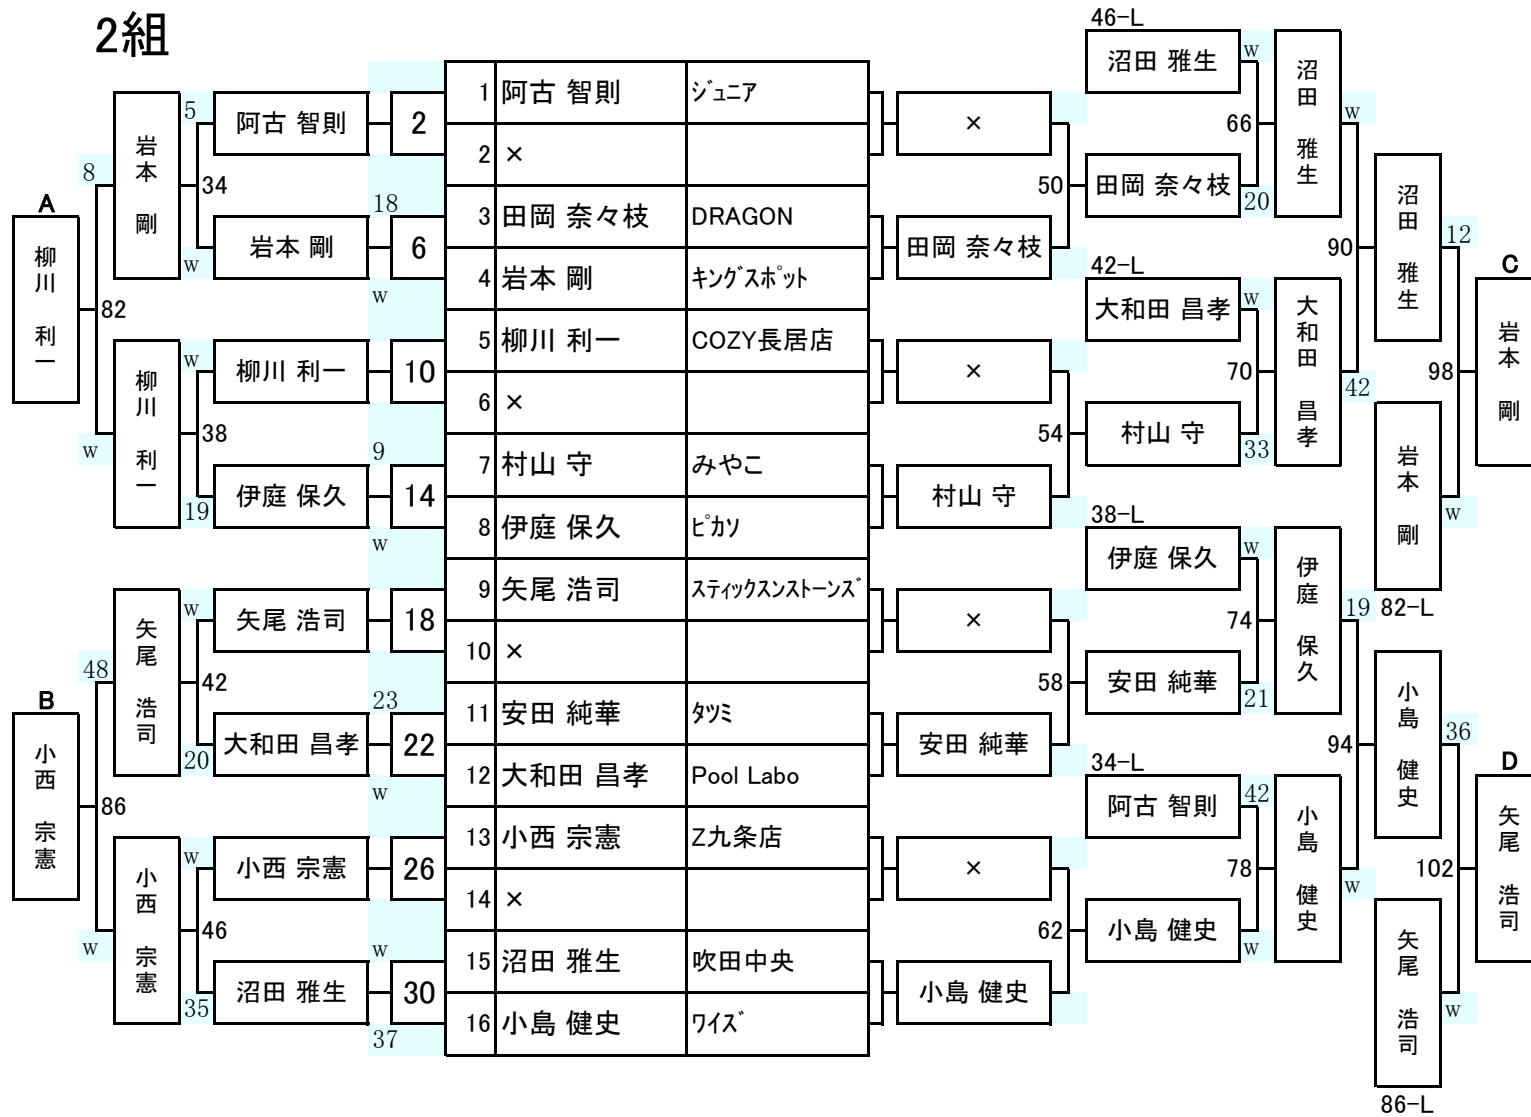 2組
46-L
1 阿古 智則 ジュニア
2 ×
3 田岡 奈々枝 DRAGON
4 岩本 剛 キングスポット
5 柳川 利一 COZY長居店
6 ×
7 村山 守 みやこ
8 伊庭 保久 ピカソ
9 矢尾 浩司 スティックスンストーンズ
10 ×
11 安田 純華 タツミ
12 大和田 昌孝 Pool Labo
13 小西 宗憲 Z九条店
14 ×
15 沼田 雅生 吹田中央
16 小島 健史 ワイズ
A
柳川 利一
82
8
w
岩本 剛
34
5
w
阿古 智則
2
岩本 剛
6
18
w
柳川 利一
38
w
19
柳川 利一
10
伊庭 保久
14
9
w
B
小西 宗憲
86
48
w
矢尾 浩司
42
w
20
矢尾 浩司
18
大和田 昌孝
22
23
w
小西 宗憲
46
w
35
小西 宗憲
26
沼田 雅生
30
w
37
×
50
田岡 奈々枝
×
54
村山 守
×
58
安田 純華
×
62
小島 健史
沼田 雅生
w
66
田岡 奈々枝
20
42-L
大和田 昌孝
w
70
村山 守
33
38-L
伊庭 保久
w
74
安田 純華
21
34-L
阿古 智則
42
78
小島 健史
w
沼田 雅生
w
90
大和田 昌孝
42
伊庭 保久
19
94
小島 健史
w
沼田 雅生
12
98
岩本 剛
w
82-L
小島 健史
36
102
矢尾 浩司
w
86-L
C
岩本 剛
D
矢尾 浩司